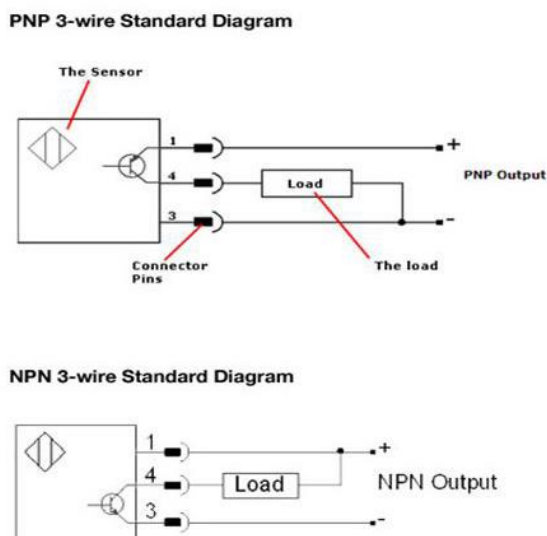 PNP 3-wire Standard Diagram
The Sensor
1
+
4
Load
PNP Output
3
-
Connector
Pins
The load
NPN 3-wire Standard Diagram
1
+
4
Load
NPN Output
3
-